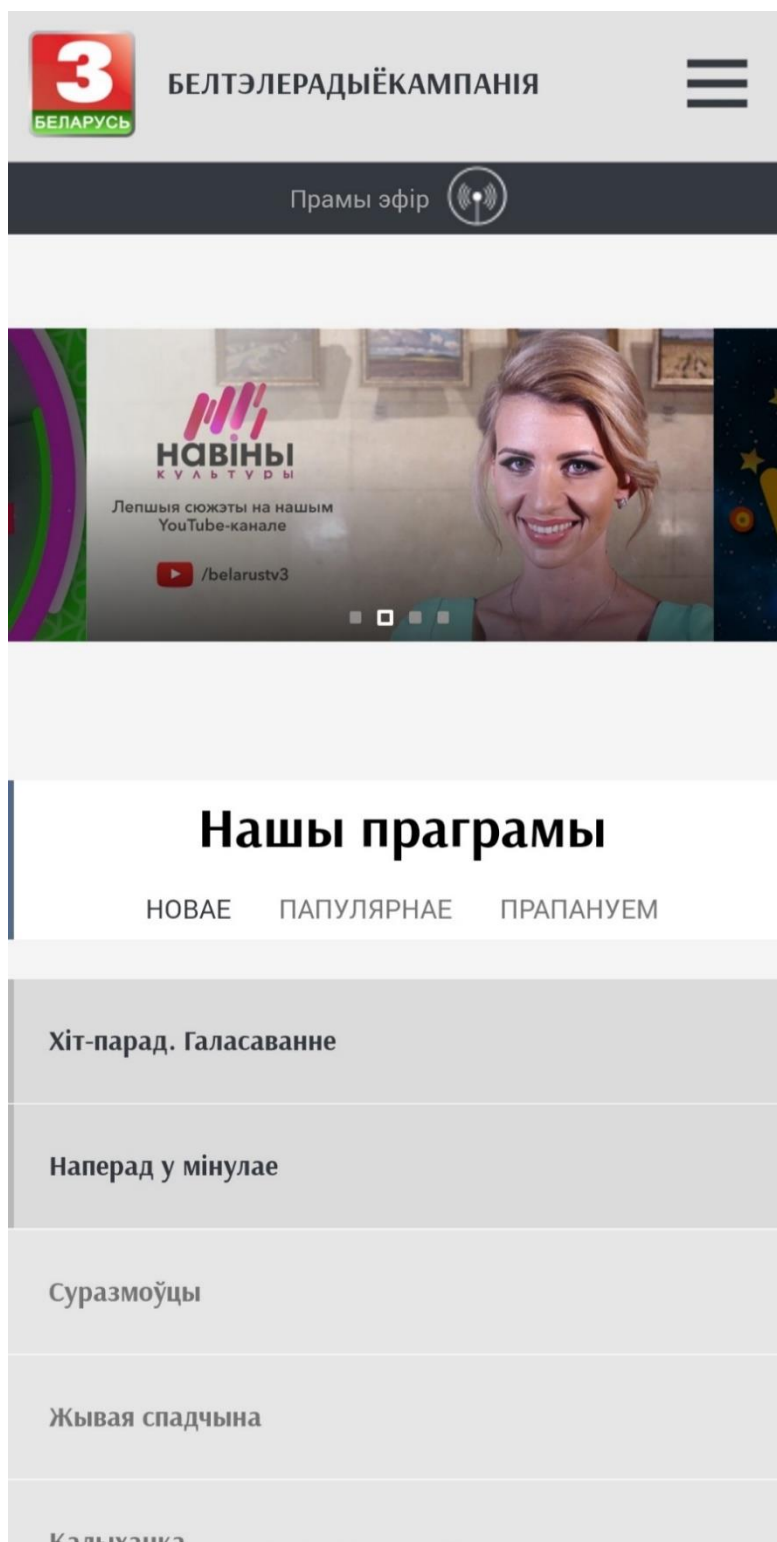 3
БЕЛАРУСЬ
БЕЛТЭЛЕРАДЫЁКАМПАНІЯ
Прамы эфір
навіны
культуры
Лепшыя сюжэты на нашым
YouTube-канале
/belarustv3
Нашы праграмы
НОВАЕ ПАПУЛЯРНАЕ ПРАПАНУЕМ
Хіт-парад. Галасаванне
Наперад у мінулае
Суразмоўцы
Жывая спадчына
Калыханка